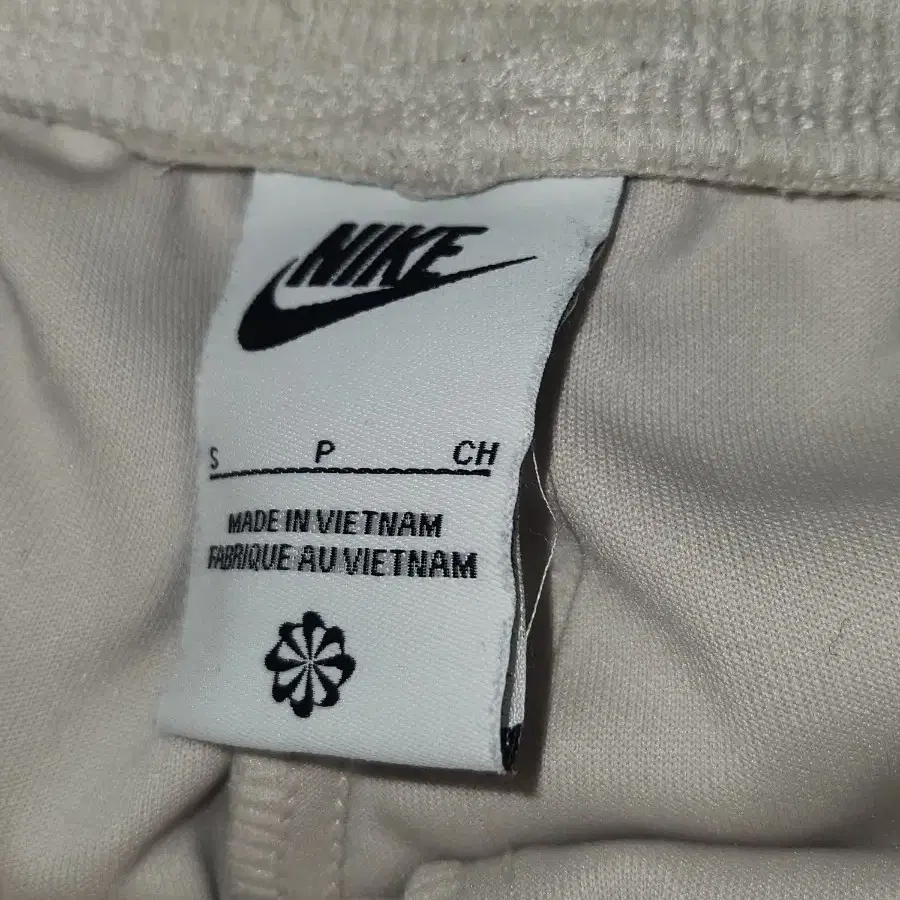 NIKE
S P CH
MADE IN VIETNAM
FABRIQUE AU VIETNAM